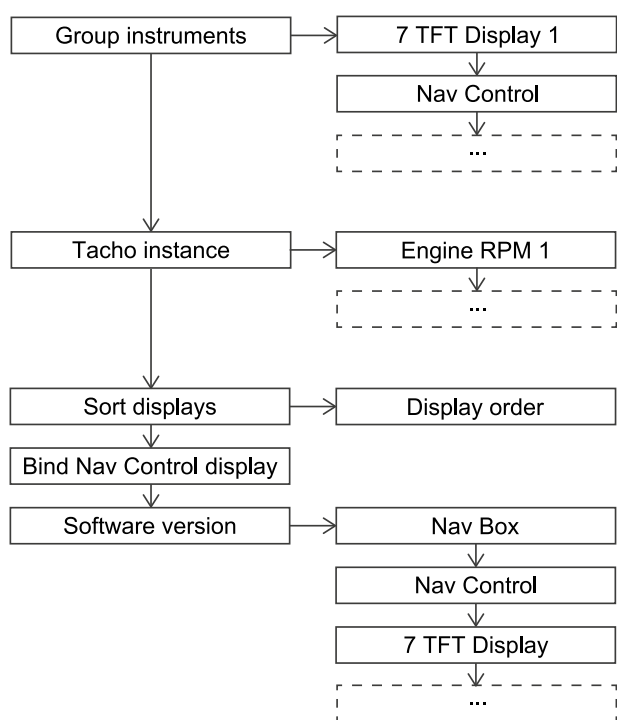 Group instruments
7 TFT Display 1
Nav Control
...
Tacho instance
Engine RPM 1
...
Sort displays
Display order
Bind Nav Control display
Software version
Nav Box
Nav Control
7 TFT Display
...